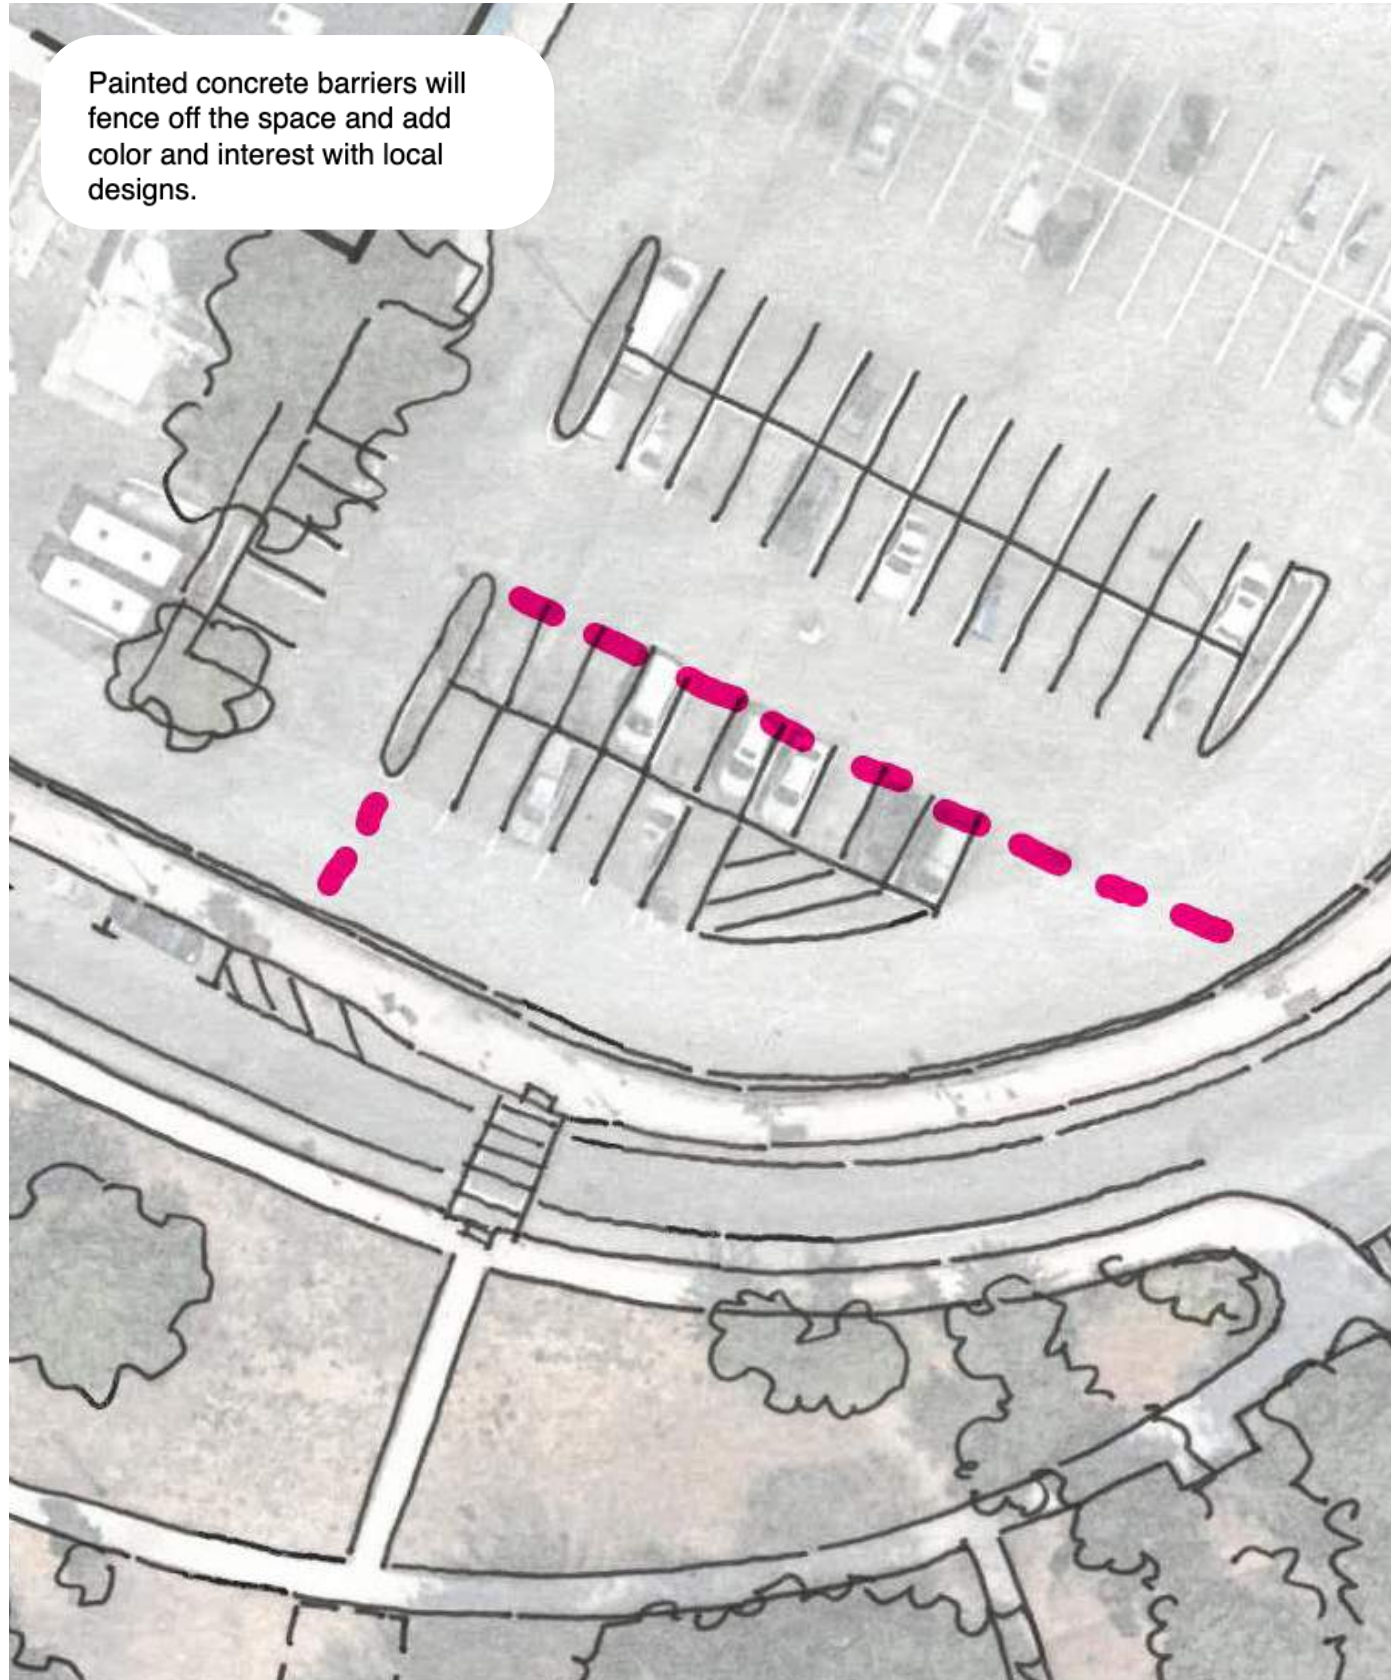 Painted concrete barriers will
fence off the space and add
color and interest with local
designs.